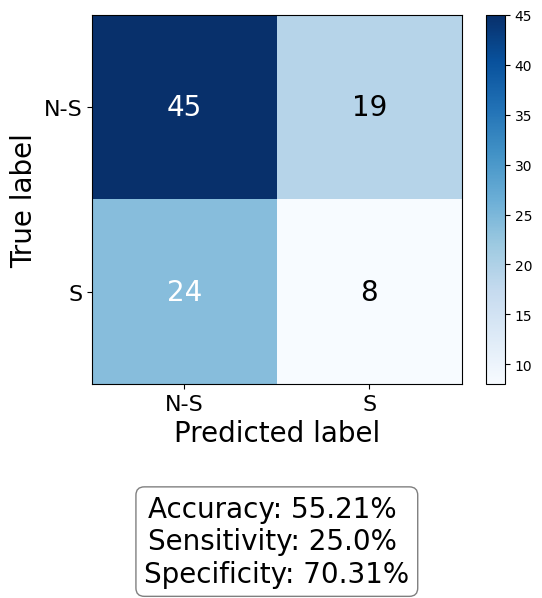 45
40
35
30
25
20
15
10
N-S
45
19
S
24
8
True label
N-S
S
Predicted label
Accuracy: 55.21%
Sensitivity: 25.0%
Specificity: 70.31%